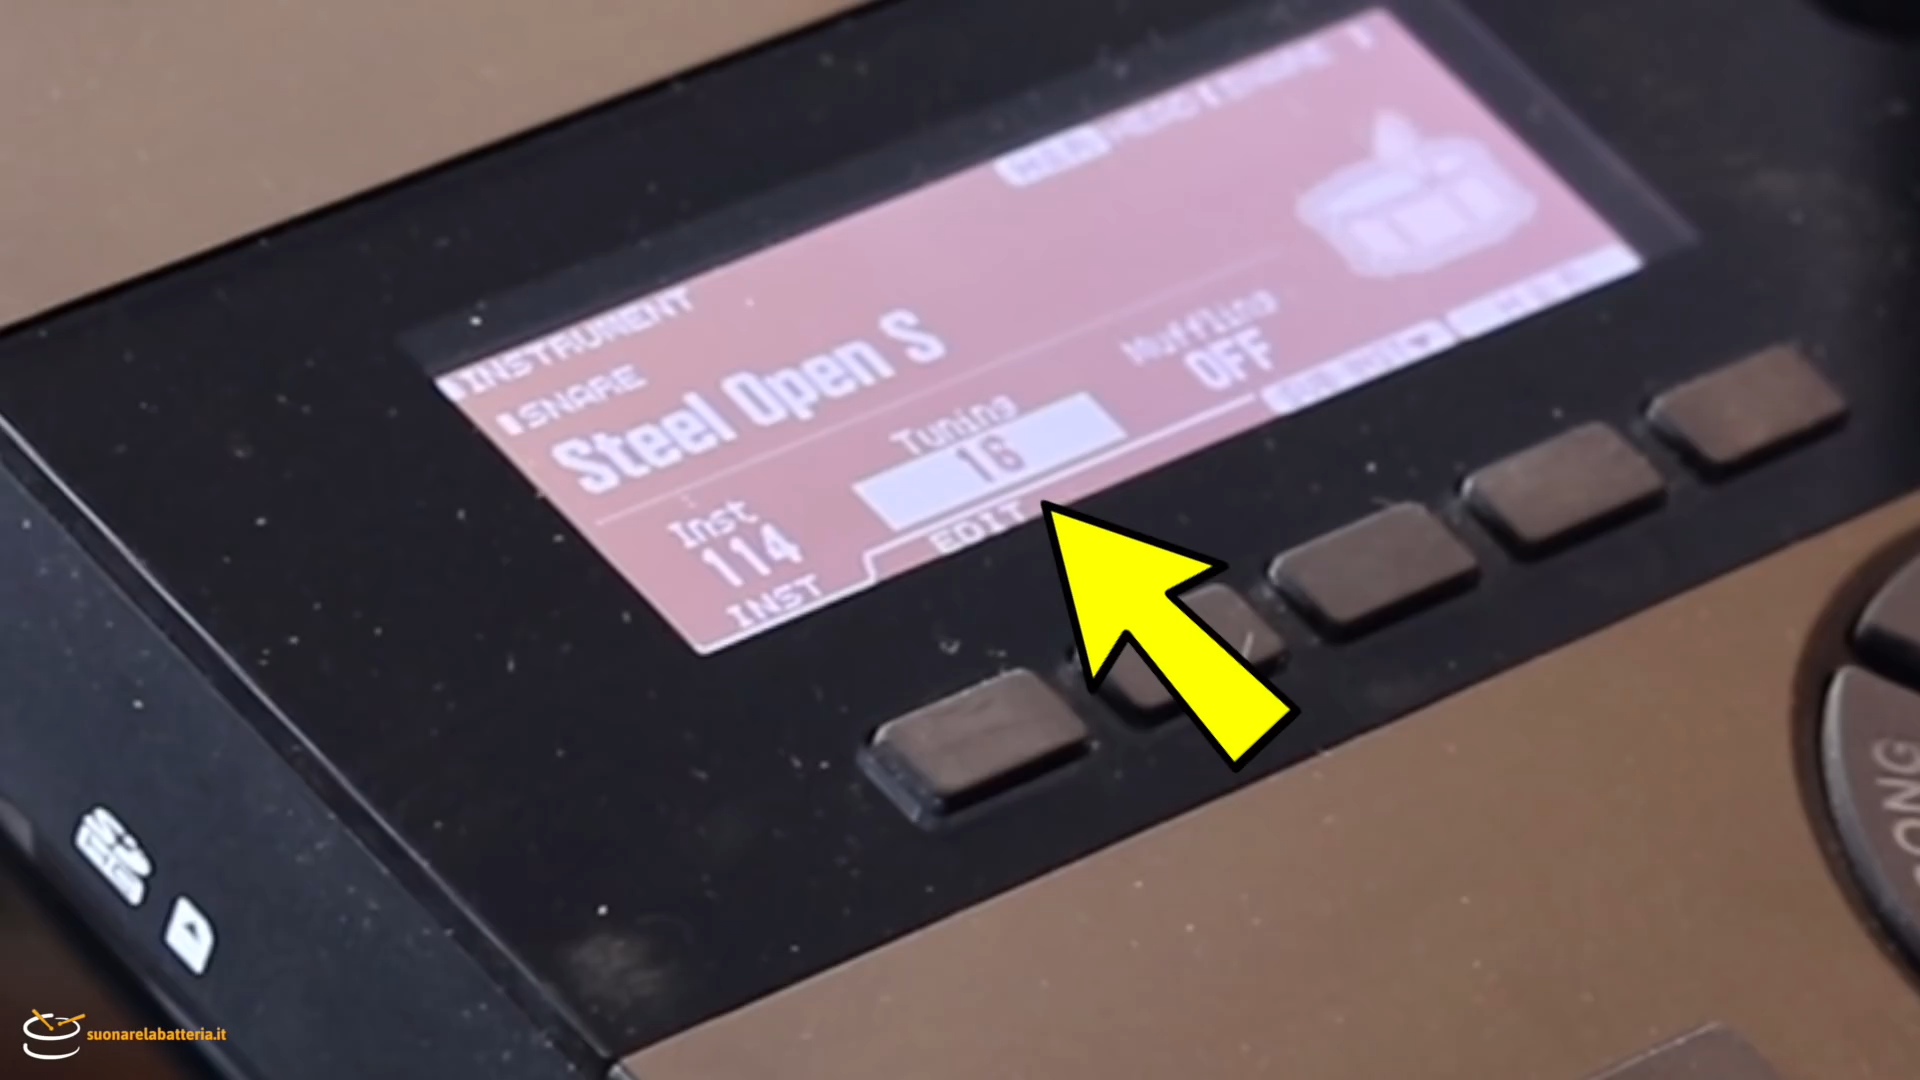 INSTRUMENT
SNARE
Steel Open S
Inst
114
Tuning
16
Muffling
OFF
INST
EDIT
SONG
suonarelabatteria.it